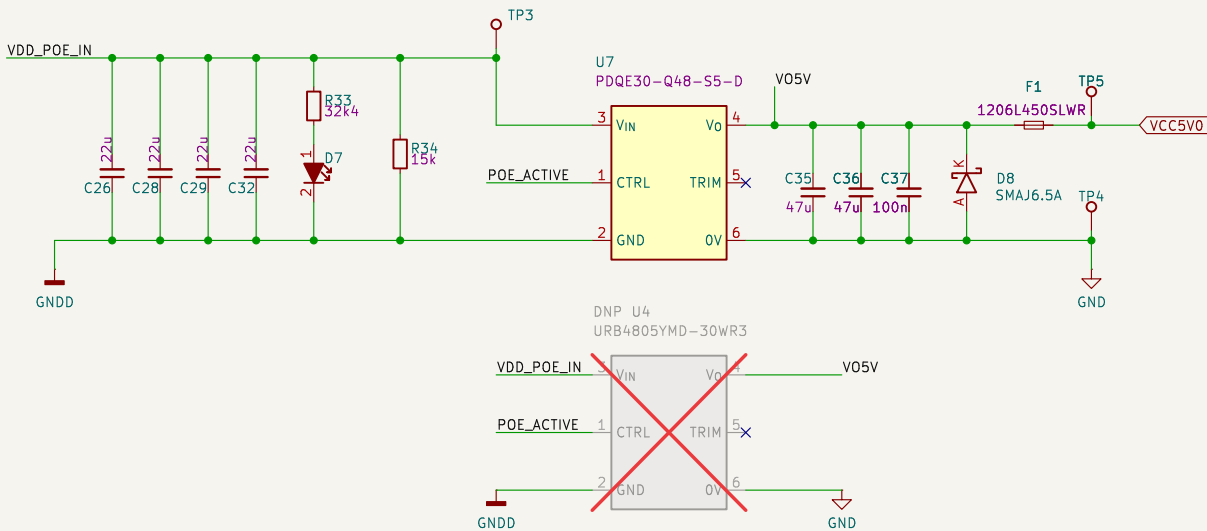 TP3
VDD_POE_IN
U7
PDQE30-Q48-S5-D
VO5V
F1
1206L450SLWR
TP5
VCC5V0
22u
22u
22u
22u
C26
C28
C29
C32
R33
32k4
1
D7
2
R34
15k
POE_ACTIVE
3
VIN
1
CTRL
2
GND
VO
4
TRIM
5
0V
6
C35
47u
C36
47u
C37
100n
K
A
D8
SMAJ6.5A
TP4
GNDD
GND
DNP U4
URB4805YMD-30WR3
VDD_POE_IN
3
VIN
VO
4
VO5V
POE_ACTIVE
1
CTRL
TRIM
5
2
GND
0V
6
GNDD
GND